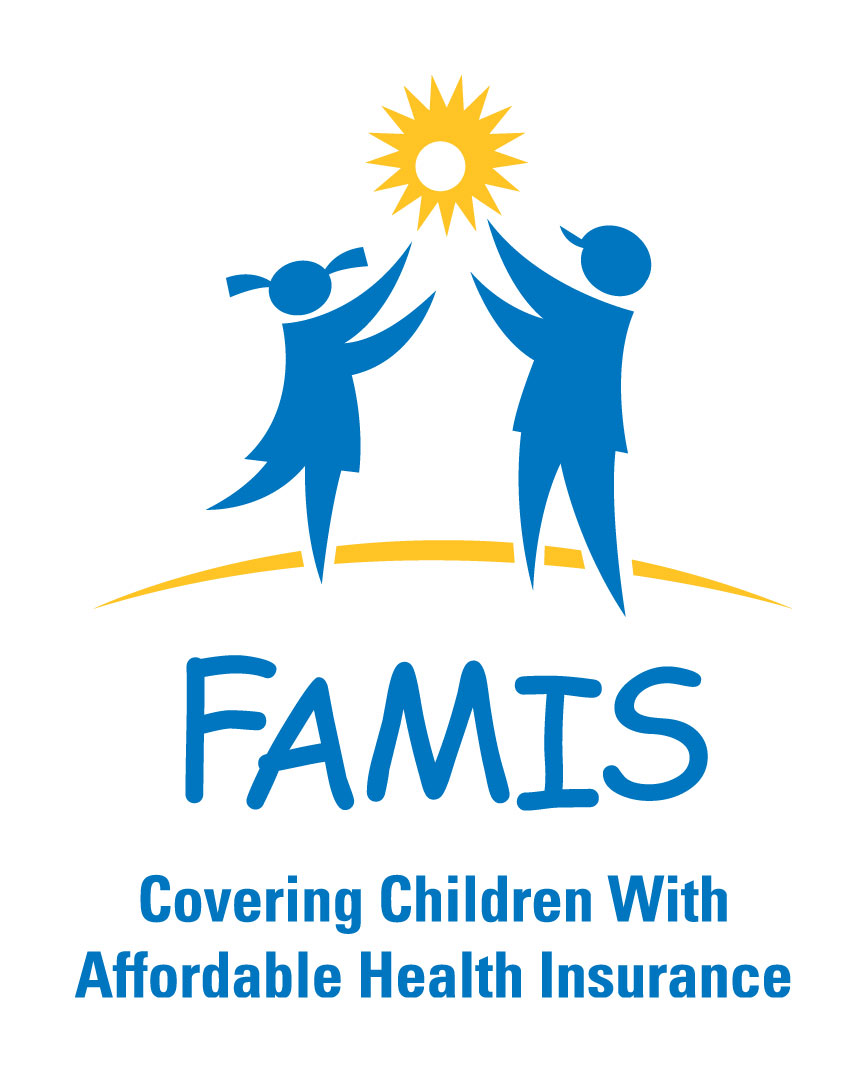 FAMIS
Covering Children With
Affordable Health Insurance